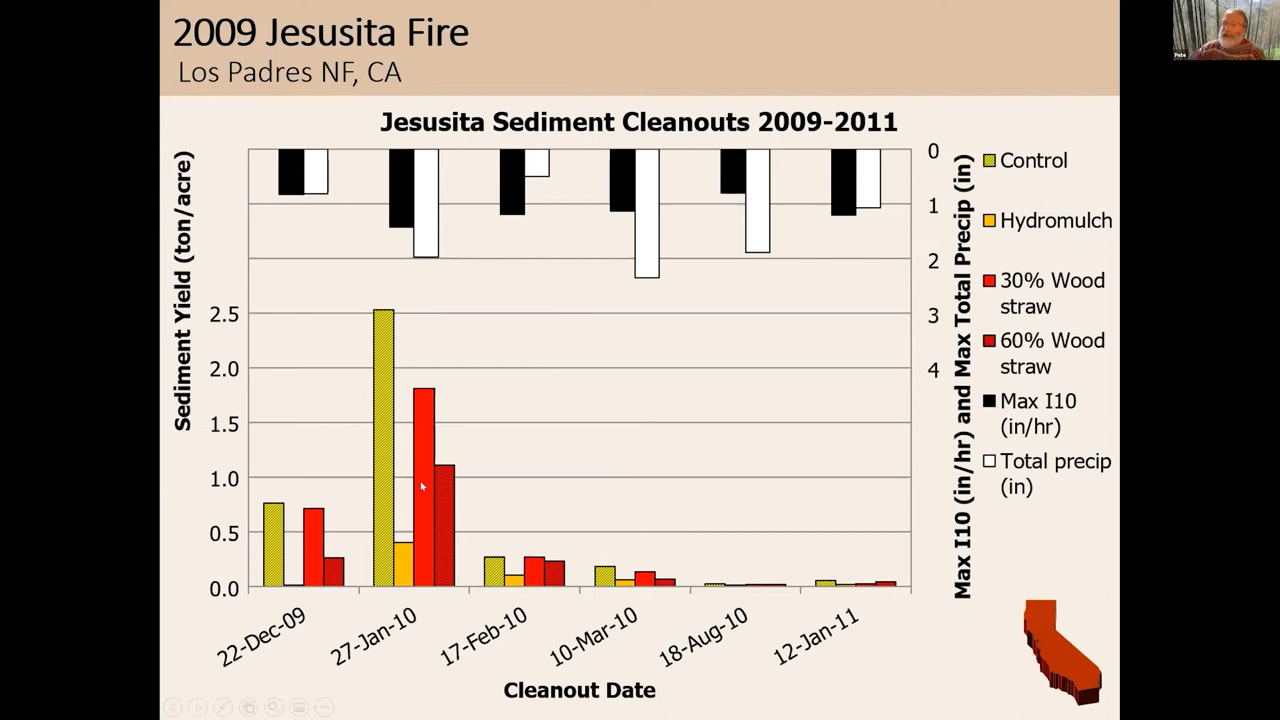 2009 Jesusita Fire
Los Padres NF, CA
Pete
Jesusita Sediment Cleanouts 2009-2011
Sediment Yield (ton/acre)
2.5
2.0
1.5
1.0
0.5
0.0
0
1
2
3
4
Max I10 (in/hr) and Max Total Precip (in)
Control
Hydromulch
30% Wood
straw
60% Wood
straw
Max I10
(in/hr)
Total precip
(in)
22-Dec-09
27-Jan-10
17-Feb-10
10-Mar-10
18-Aug-10
12-Jan-11
Cleanout Date